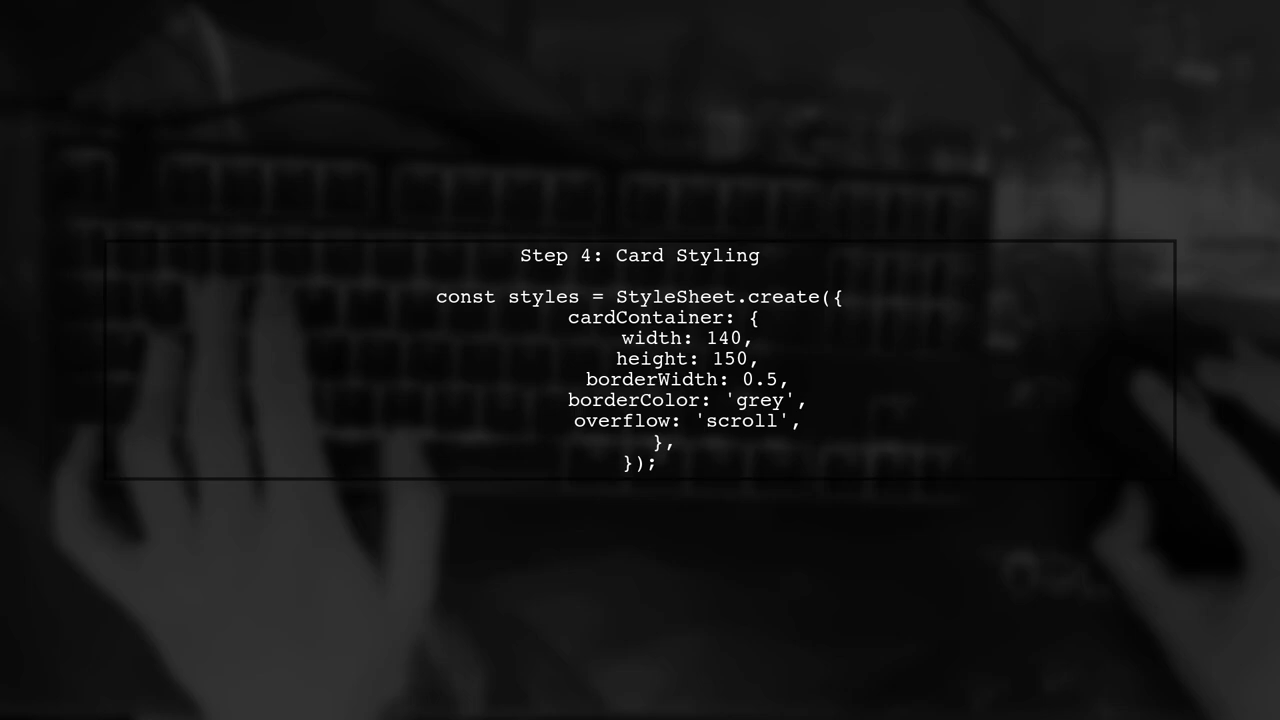 Step 4: Card Styling
const styles = StyleSheet.create({
cardContainer: {
width: 140,
height: 150,
borderWidth: 0.5,
borderColor: 'grey',
overflow: 'scroll',
},
});